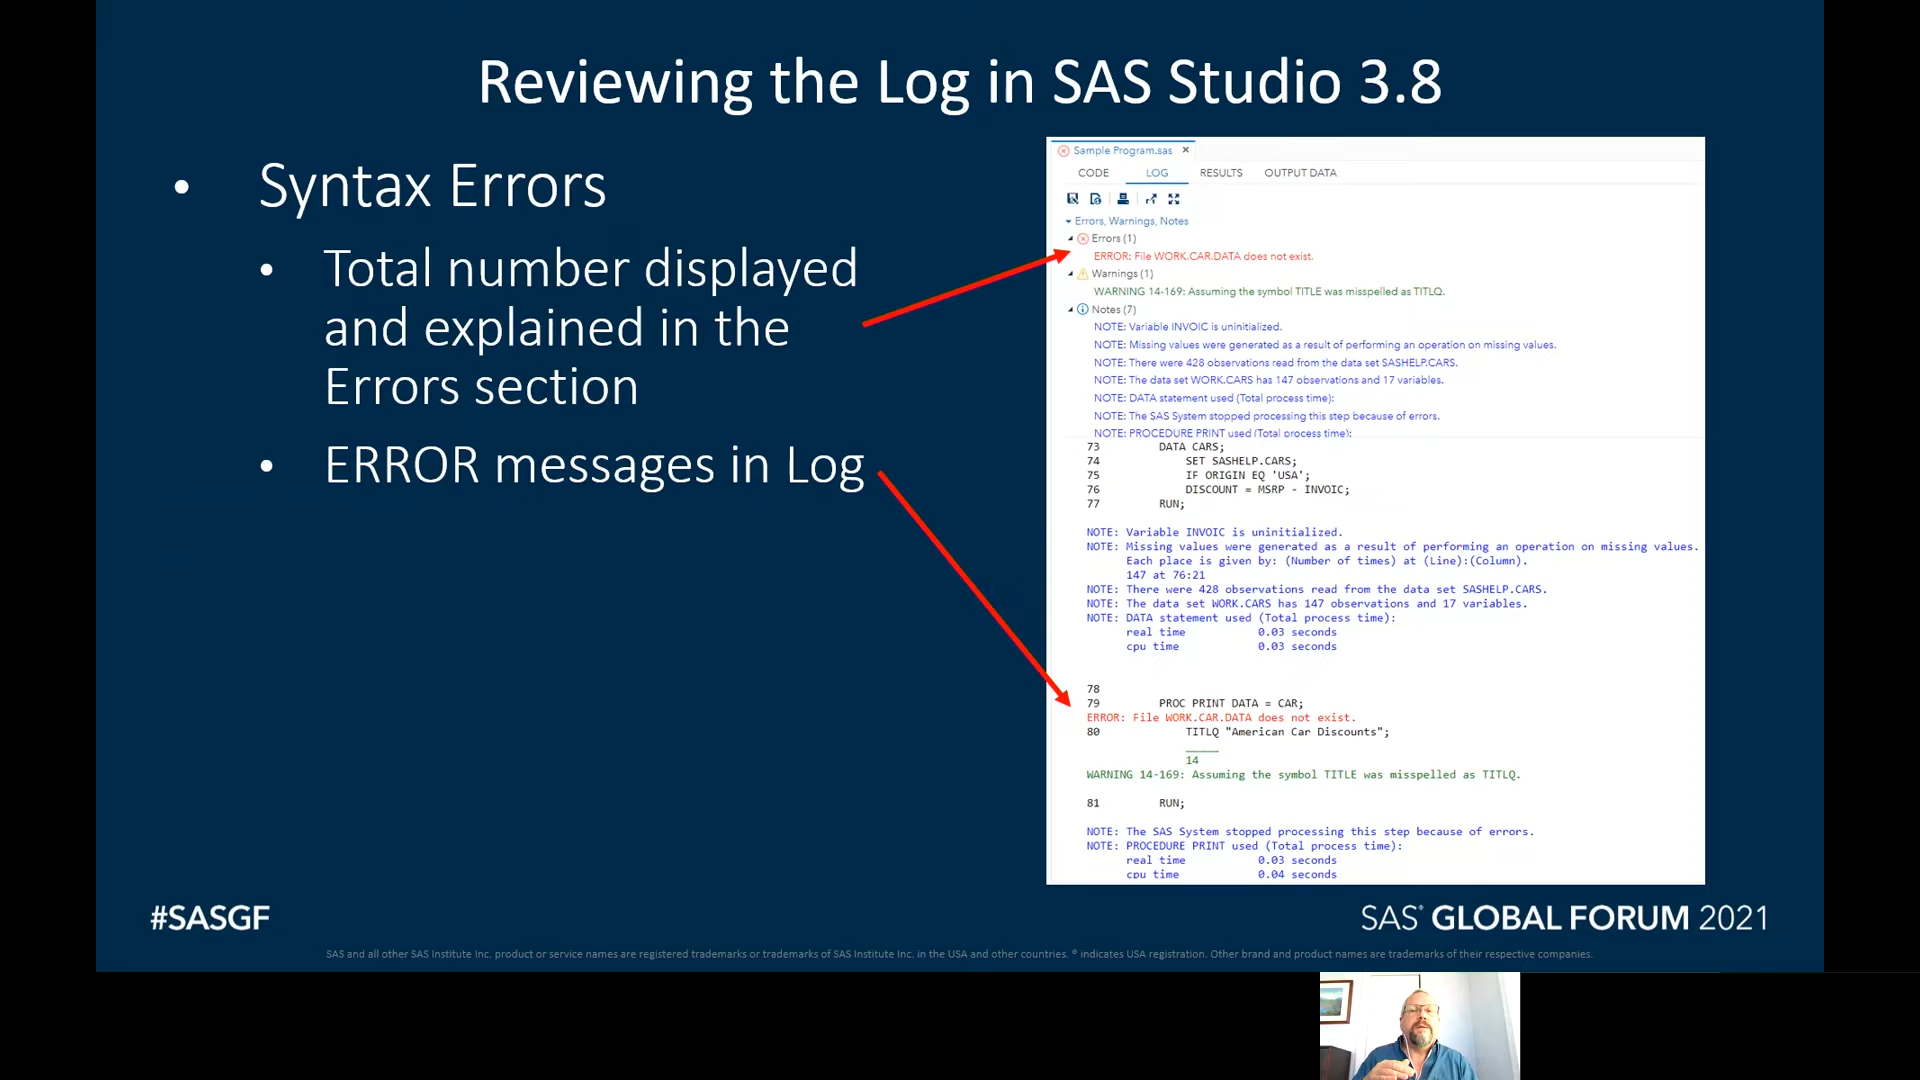 Reviewing the Log in SAS Studio 3.8
• Syntax Errors
• Total number displayed
and explained in the
Errors section
• ERROR messages in Log
Sample Program.sas ×
CODE LOG RESULTS OUTPUT DATA
Errors, Warnings, Notes
Errors (1)
ERROR: File WORK.CAR.DATA does not exist.
Warnings (1)
WARNING 14-169: Assuming the symbol TITLE was misspelled as TITLQ.
Notes (7)
NOTE: Variable INVOIC is uninitialized.
NOTE: Missing values were generated as a result of performing an operation on missing values.
NOTE: There were 428 observations read from the data set SASHELP.CARS.
NOTE: The data set WORK.CARS has 147 observations and 17 variables.
NOTE: DATA statement used (Total process time):
NOTE: The SAS System stopped processing this step because of errors.
NOTE: PROCEDURE PRINT used (Total process time):
73 DATA CARS;
74 SET SASHELP.CARS;
75 IF ORIGIN EQ 'USA';
76 DISCOUNT = MSRP - INVOIC;
77 RUN;
NOTE: Variable INVOIC is uninitialized.
NOTE: Missing values were generated as a result of performing an operation on missing values.
Each place is given by: (Number of times) at (Line):(Column).
147 at 76:21
NOTE: There were 428 observations read from the data set SASHELP.CARS.
NOTE: The data set WORK.CARS has 147 observations and 17 variables.
NOTE: DATA statement used (Total process time):
real time 0.03 seconds
cpu time 0.03 seconds
78
79 PROC PRINT DATA = CAR;
ERROR: File WORK.CAR.DATA does not exist.
80 TITLQ "American Car Discounts";
_____
14
WARNING 14-169: Assuming the symbol TITLE was misspelled as TITLQ.
81 RUN;
NOTE: The SAS System stopped processing this step because of errors.
NOTE: PROCEDURE PRINT used (Total process time):
real time 0.03 seconds
cpu time 0.04 seconds
#SASGF
SAS® GLOBAL FORUM 2021
SAS and all other SAS Institute Inc. product or service names are registered trademarks or trademarks of SAS Institute Inc. in the USA and other countries. ® indicates USA registration. Other brand and product names are trademarks of their respective companies.